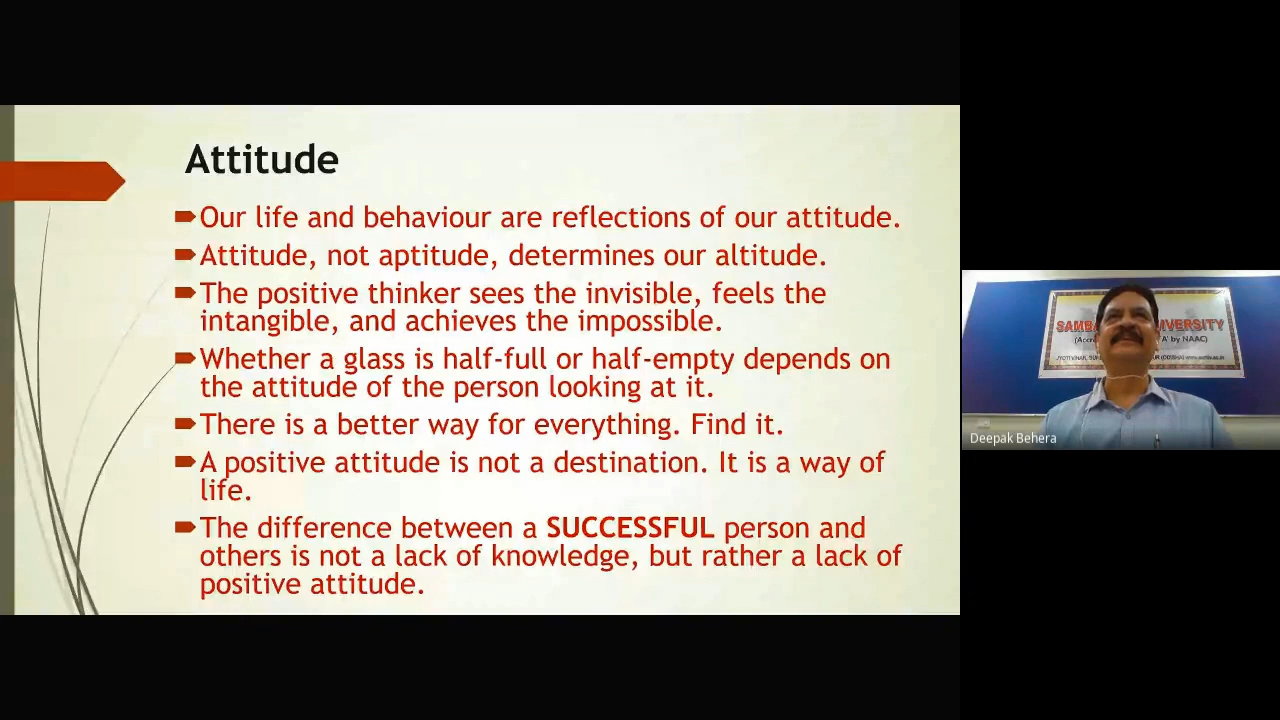 Attitude
Our life and behaviour are reflections of our attitude.
Attitude, not aptitude, determines our altitude.
The positive thinker sees the invisible, feels the
intangible, and achieves the impossible.
Whether a glass is half-full or half-empty depends on
the attitude of the person looking at it.
There is a better way for everything. Find it.
A positive attitude is not a destination. It is a way of
life.
The difference between a SUCCESSFUL person and
others is not a lack of knowledge, but rather a lack of
positive attitude.
by NAAC)
Deepak Behera